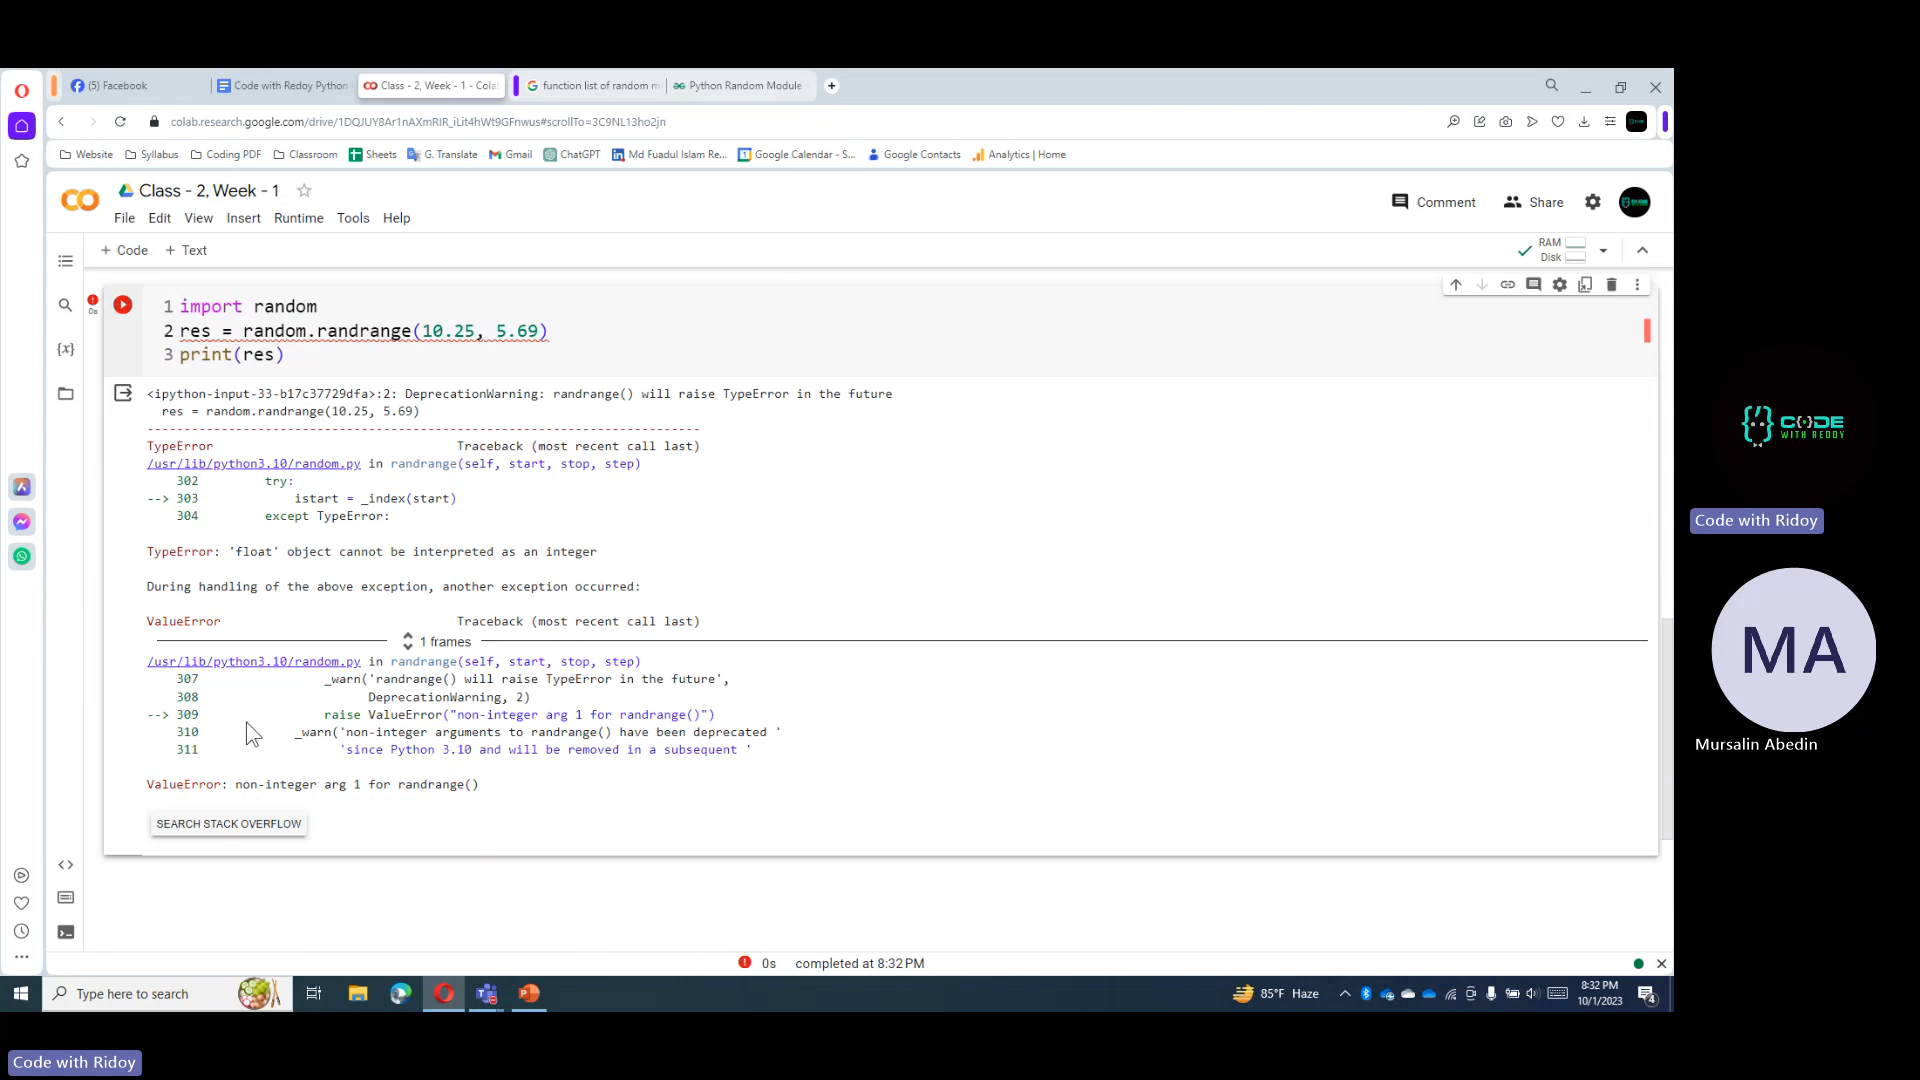 (5) Facebook
Code with Redoy Python
Class - 2, Week - 1 - Cola
function list of random m
Python Random Module
colab.research.google.com/drive/1DQJUY8Ar1nAXmRlR_iLit4hWt9GFnwus#scrollTo=3C9NL13ho2jn
Website
Syllabus
Coding PDF
Classroom
Sheets
G. Translate
Gmail
ChatGPT
Md Fuadul Islam Re...
Google Calendar - S...
Google Contacts
Analytics | Home
CO
Class - 2, Week - 1
File Edit View Insert Runtime Tools Help
Comment
Share
+ Code + Text
RAM
Disk
0s
1 import random
2 res = random.randrange(10.25, 5.69)
3 print(res)
<ipython-input-33-b17c37729dfa>:2: DeprecationWarning: randrange() will raise TypeError in the future
res = random.randrange(10.25, 5.69)
---------------------------------------------------------------------------
TypeError Traceback (most recent call last)
/usr/lib/python3.10/random.py in randrange(self, start, stop, step)
302 try:
--> 303 istart = _index(start)
304 except TypeError:
TypeError: 'float' object cannot be interpreted as an integer
During handling of the above exception, another exception occurred:
ValueError Traceback (most recent call last)
1 frames
/usr/lib/python3.10/random.py in randrange(self, start, stop, step)
307 _warn('randrange() will raise TypeError in the future',
308 DeprecationWarning, 2)
--> 309 raise ValueError("non-integer arg 1 for randrange()")
310 _warn('non-integer arguments to randrange() have been deprecated '
311 'since Python 3.10 and will be removed in a subsequent '
ValueError: non-integer arg 1 for randrange()
SEARCH STACK OVERFLOW
0s completed at 8:32 PM
Type here to search
85°F Haze
8:32 PM
10/1/2023
4
CODE
WITH REDOY
Code with Ridoy
MA
Mursalin Abedin
Code with Ridoy